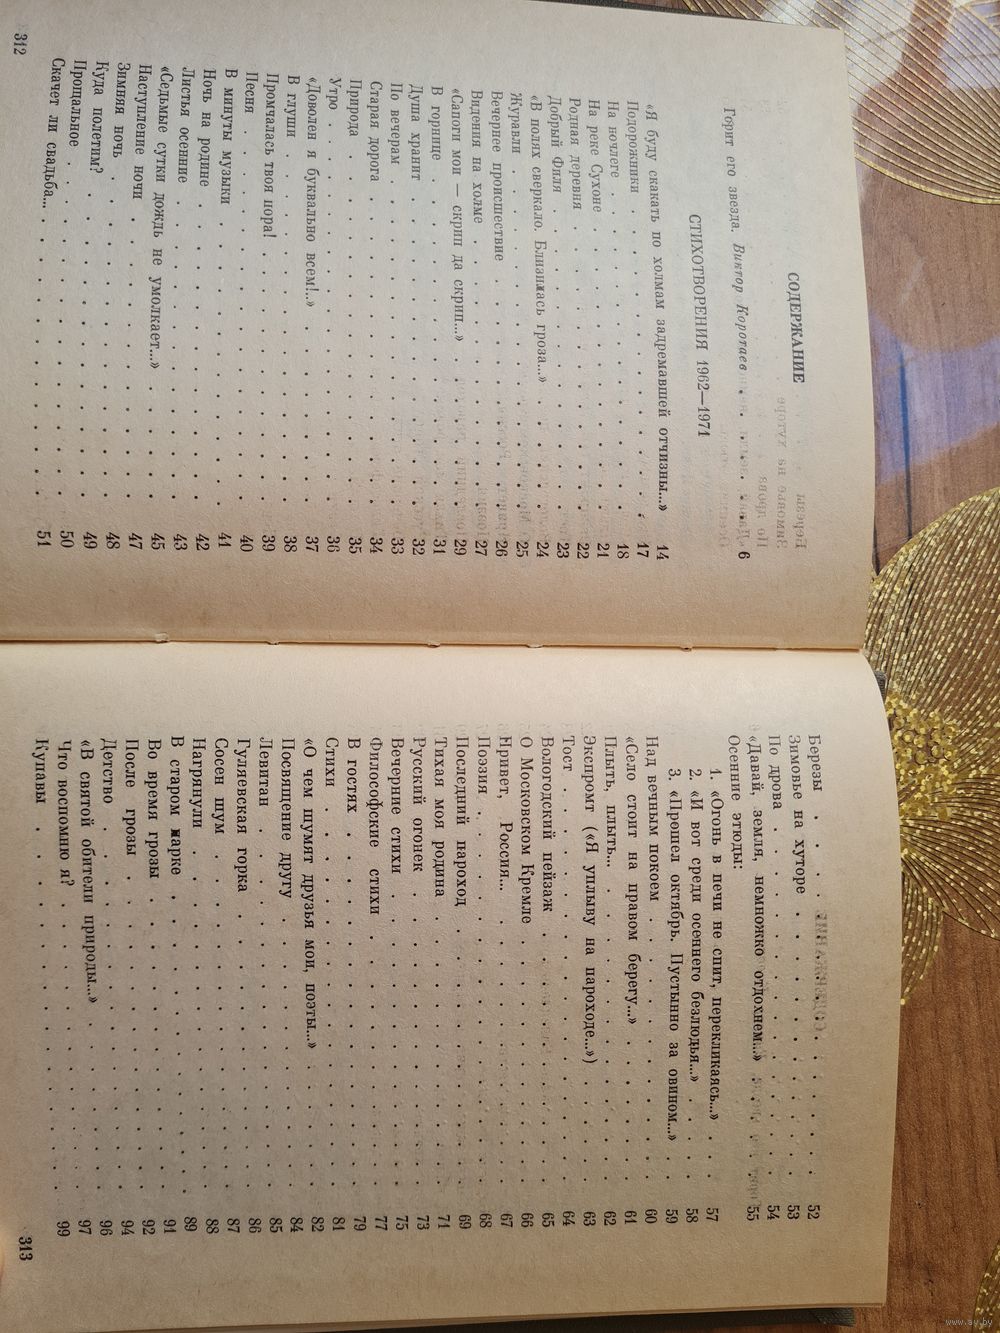 СОДЕРЖАНИЕ
Горит его звезда. Виктор Коротаев . . . . . 6
СТИХОТВОРЕНИЯ 1962—1971
«Я буду скакать по холмам задремавшей отчизны...» 14
Подорожники . . . . . 17
На ночлеге . . . . . 18
На реке Сухоне . . . . . 21
Родная деревня . . . . . 22
Добрый Филя . . . . . 23
«В полях сверкало. Близилась гроза...» . . . . . 24
Журавли . . . . . 25
Вечернее происшествие . . . . . 26
Видения на холме . . . . . 27
«Сапоги мои — скрип да скрип...» . . . . . 29
В горнице . . . . . 31
Душа хранит . . . . . 32
По вечерам . . . . . 33
Старая дорога . . . . . 34
Природа . . . . . 35
Утро . . . . . 36
«Доволен я буквально всем!..» . . . . . 37
В глуши . . . . . 38
Промчалась твоя пора! . . . . . 39
Песня . . . . . 40
В минуты музыки . . . . . 41
Ночь на родине . . . . . 42
Листья осенние . . . . . 43
«Седьмые сутки дождь не умолкает...» . . . . . 45
Наступление ночи . . . . . 47
Зимняя ночь . . . . . 48
Куда полетим? . . . . . 49
Прощальное . . . . . 50
Скачет ли свадьба... . . . . . 51
312
Березы . . . . . 52
Зимовье на хуторе . . . . . 53
По дрова . . . . . 54
«Давай, земля, немножко отдохнем...» . . . . . 55
Осенние этюды:
1. «Огонь в печи не спит, перекликаясь...» . . . 57
2. «И вот среди осеннего безлюдья...» . . . . . 58
3. «Прошел октябрь. Пустынно за овином...» . . 59
Над вечным покоем . . . . . 60
«Село стоит на правом берегу...» . . . . . 61
Плыть, плыть... . . . . . 62
Экспромт («Я уплыву на пароходе...») . . . . . 63
Тост . . . . . 64
Вологодский пейзаж . . . . . 65
О Московском Кремле . . . . . 66
Привет, Россия... . . . . . 67
Поэзия . . . . . 68
Последний пароход . . . . . 69
Тихая моя родина . . . . . 71
Русский огонек . . . . . 73
Вечерние стихи . . . . . 75
Философские стихи . . . . . 77
В гостях . . . . . 79
Стихи . . . . . 81
«О чем шумят друзья мои, поэты...» . . . . . 82
Посвящение другу . . . . . 84
Левитан . . . . . 85
Гуляевская горка . . . . . 86
Сосен шум . . . . . 87
Нагрянули . . . . . 88
В старом парке . . . . . 89
Во время грозы . . . . . 91
После грозы . . . . . 92
Детство . . . . . 94
«В святой обители природы...» . . . . . 96
Что вспомню я? . . . . . 97
Купавы . . . . . 99
313
www.ay.by